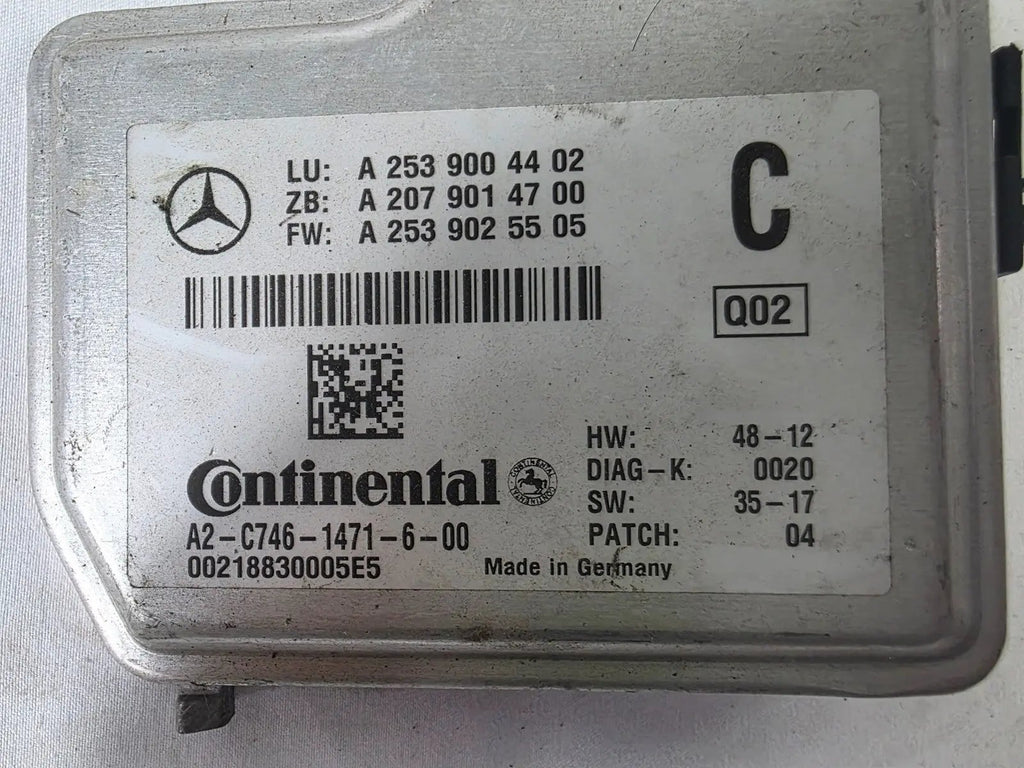 LU: A 253 900 44 02
ZB: A 207 901 47 00
FW: A 253 902 55 05
C
Q02
Continental
A2-C746-1471-6-00
00218830005E5
HW: 48-12
DIAG-K: 0020
SW: 35-17
PATCH: 04
Made in Germany